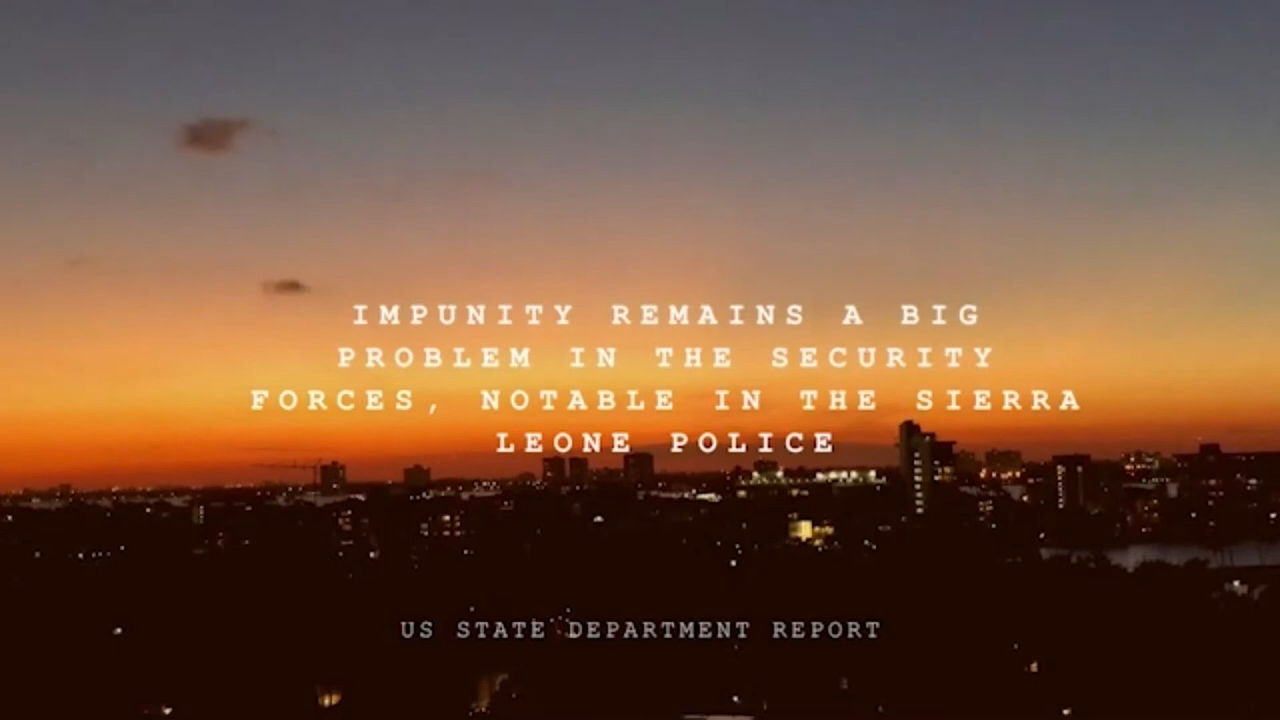 IMPUNITY REMAINS A BIG
PROBLEM IN THE SECURITY
FORCES, NOTABLE IN THE SIERRA
LEONE POLICE
US STATE DEPARTMENT REPORT